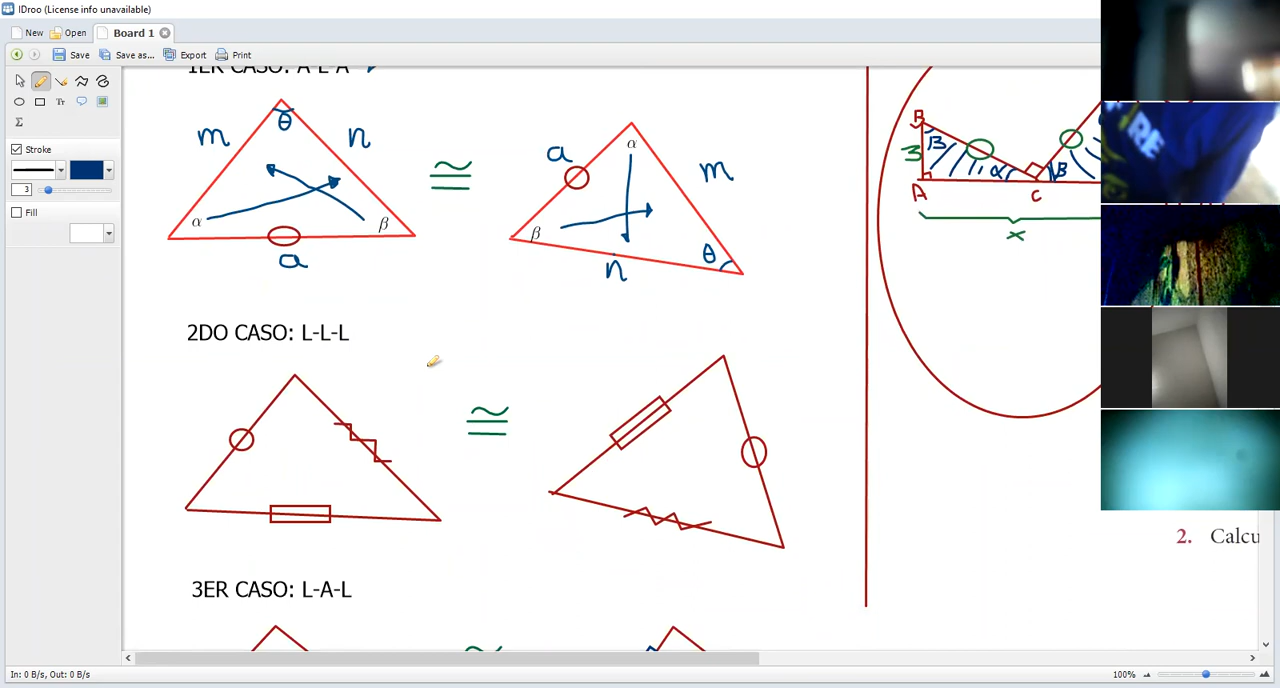 IDroo (License info unavailable)
New Open Board 1
Save Save as... Export Print
Tr
Σ
Stroke
3
Fill
1ER CASO: A-L-A
m θ n
α β
a
≅
a α m
β θ
n
2DO CASO: L-L-L
≅
3ER CASO: L-A-L
B
3 β α β
A C
x
2. Calcu
In: 0 B/s, Out: 0 B/s
100%